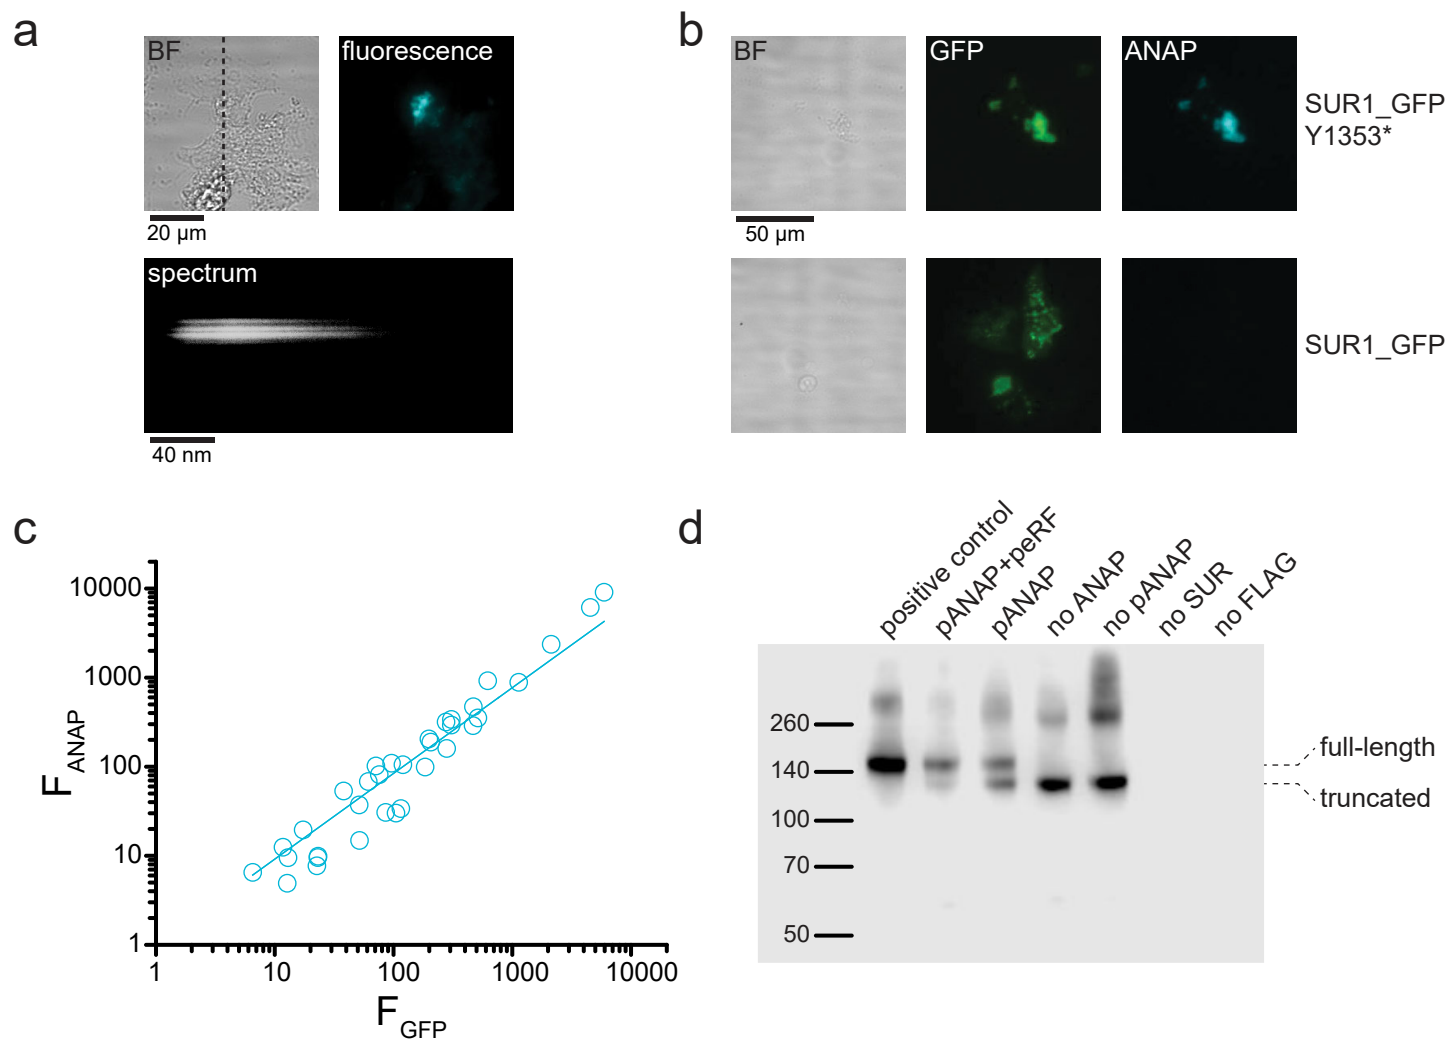 a
BF
fluorescence
20 µm
spectrum
40 nm
b
BF
GFP
ANAP
SUR1_GFP
Y1353*
50 µm
SUR1_GFP
c
10000
1000
100
10
1
F ANAP
1
10
100
1000
10000
F GFP
d
positive control
pANAP+peRF
pANAP
no ANAP
no pANAP
no SUR
no FLAG
260
140
100
70
50
full-length
truncated